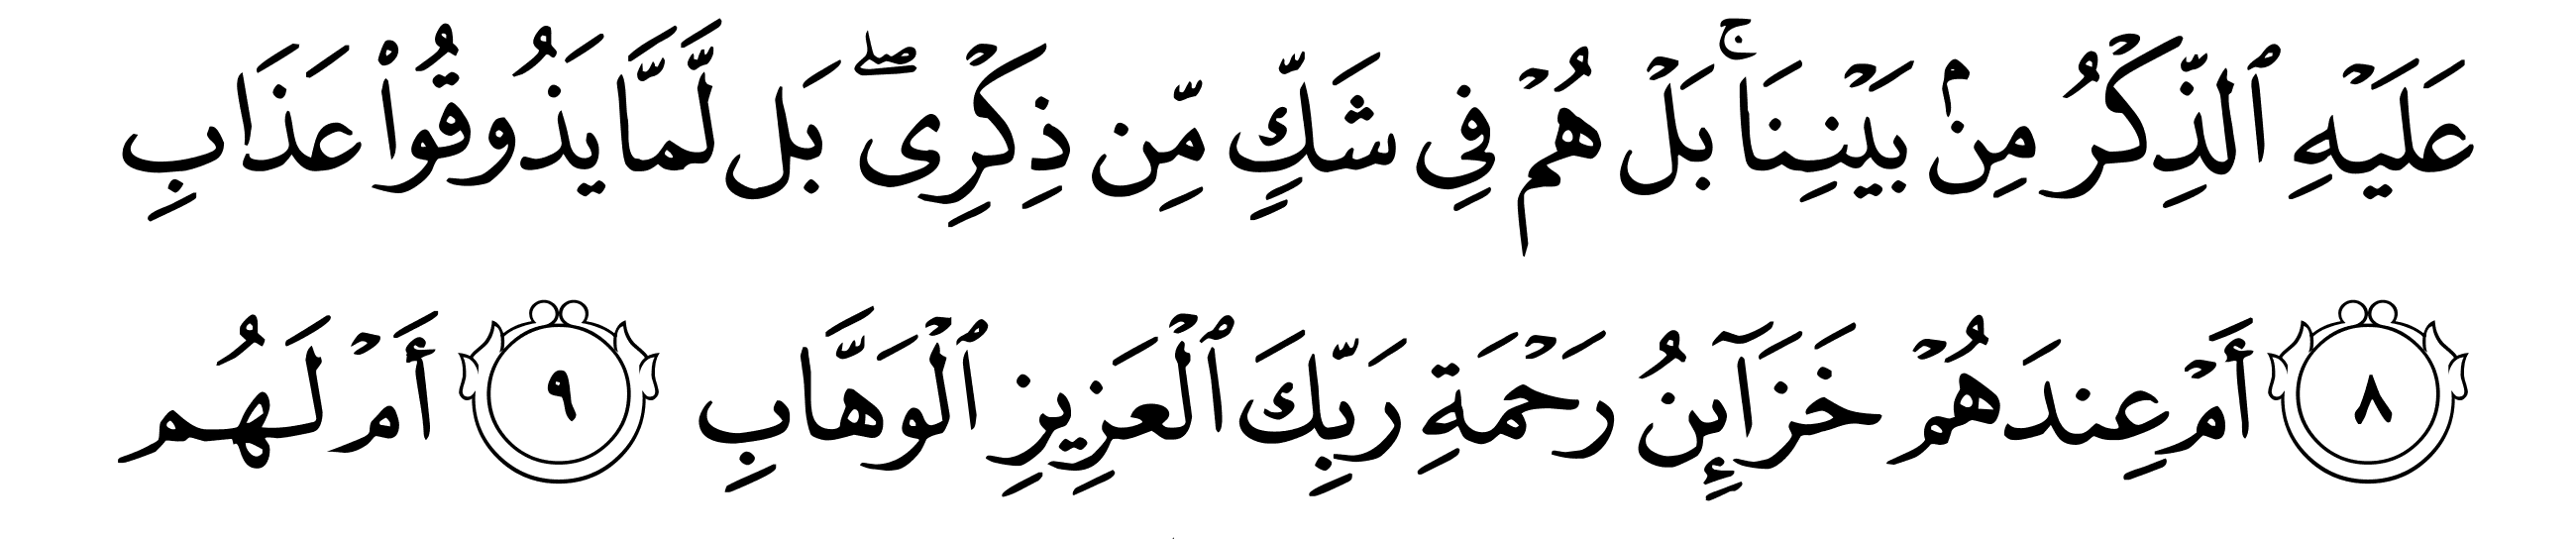 عَلَيۡهِ ٱلذِّكۡرُ مِنۢ بَيۡنِنَاۚ بَلۡ هُمۡ فِي شَكّٖ مِّن ذِكۡرِيۖ بَل لَّمَّا يَذُوقُواْ عَذَابِ
٨ أَمۡ عِندَهُمۡ خَزَآئِنُ رَحۡمَةِ رَبِّكَ ٱلۡعَزِيزِ ٱلۡوَهَّابِ ٩ أَمۡ لَهُم